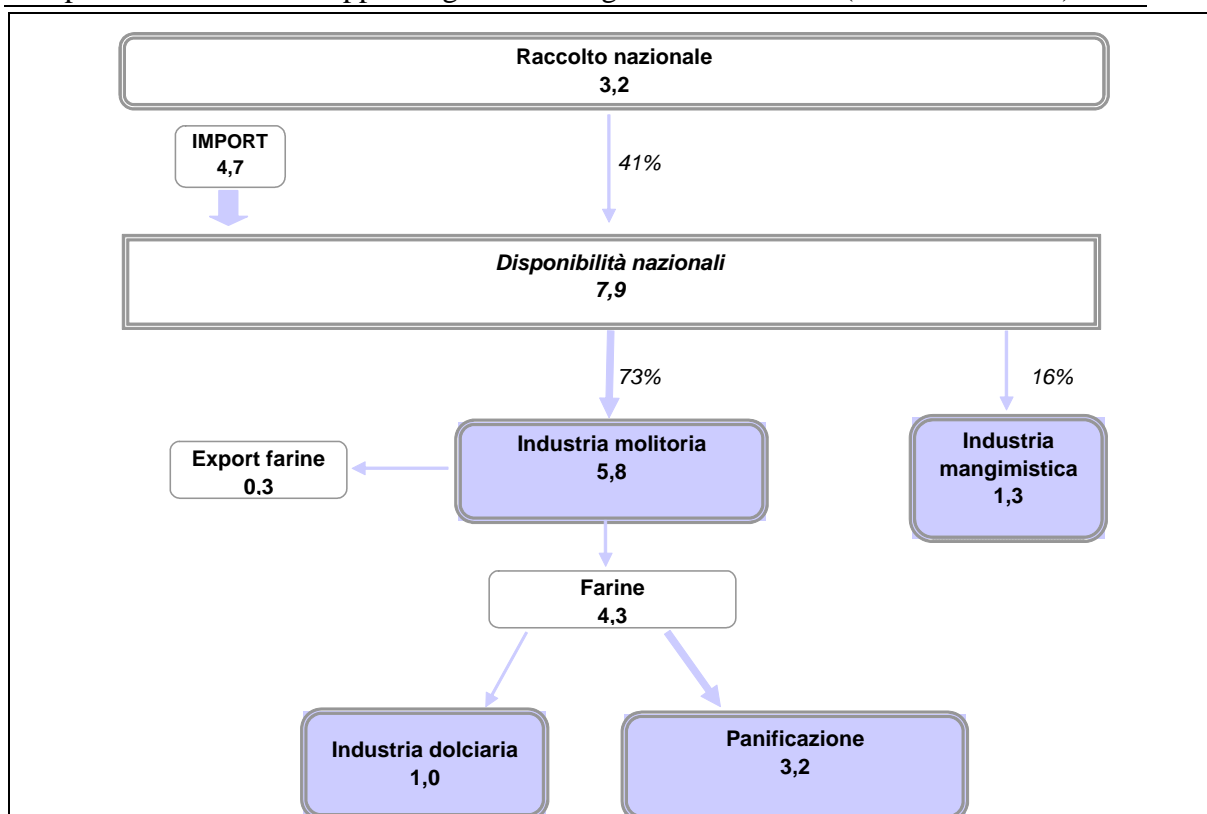 Raccolto nazionale
3,2
IMPORT
4,7
41%
Disponibilità nazionali
7,9
73%
16%
Industria molitoria
5,8
Industria
mangimistica
1,3
Export farine
0,3
Farine
4,3
Industria dolciaria
1,0
Panificazione
3,2